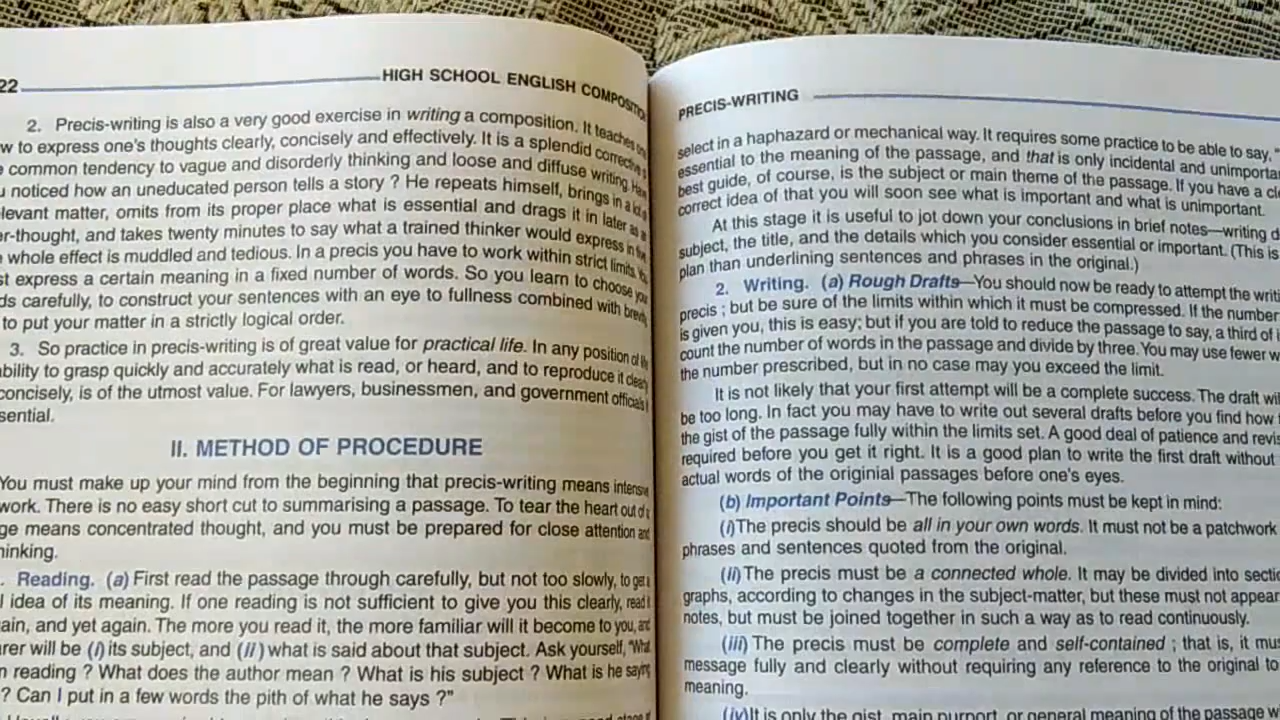 22 HIGH SCHOOL ENGLISH COMPOSITION
2. Precis-writing is also a very good exercise in writing a composition. It teaches one
w to express one's thoughts clearly, concisely and effectively. It is a splendid corrective
common tendency to vague and disorderly thinking and loose and diffuse writing. Have
u noticed how an uneducated person tells a story ? He repeats himself, brings in a lot
levant matter, omits from its proper place what is essential and drags it in later as
er-thought, and takes twenty minutes to say what a trained thinker would express in five
whole effect is muddled and tedious. In a precis you have to work within strict limits.
st express a certain meaning in a fixed number of words. So you learn to choose
ds carefully, to construct your sentences with an eye to fullness combined with brevity
to put your matter in a strictly logical order.
3. So practice in precis-writing is of great value for practical life. In any position of
bility to grasp quickly and accurately what is read, or heard, and to reproduce it clearly
concisely, is of the utmost value. For lawyers, businessmen, and government officials
sential.
II. METHOD OF PROCEDURE
You must make up your mind from the beginning that precis-writing means intensive
work. There is no easy short cut to summarising a passage. To tear the heart out of
ge means concentrated thought, and you must be prepared for close attention and
hinking.
. Reading. (a) First read the passage through carefully, but not too slowly, to get
l idea of its meaning. If one reading is not sufficient to give you this clearly, read
ain, and yet again. The more you read it, the more familiar will it become to you, and
rer will be (i) its subject, and (ii) what is said about that subject. Ask yourself, "What
n reading ? What does the author mean ? What is his subject ? What is he saying
? Can I put in a few words the pith of what he says ?"
PRECIS-WRITING
select in a haphazard or mechanical way. It requires some practice to be able to say, "
essential to the meaning of the passage, and that is only incidental and unimporta
best guide, of course, is the subject or main theme of the passage. If you have a cl
correct idea of that you will soon see what is important and what is unimportant.
At this stage it is useful to jot down your conclusions in brief notes—writing d
subject, the title, and the details which you consider essential or important. (This is
plan than underlining sentences and phrases in the original.)
2. Writing. (a) Rough Drafts—You should now be ready to attempt the writi
precis ; but be sure of the limits within which it must be compressed. If the number
is given you, this is easy; but if you are told to reduce the passage to say, a third of
count the number of words in the passage and divide by three. You may use fewer w
the number prescribed, but in no case may you exceed the limit.
It is not likely that your first attempt will be a complete success. The draft wil
be too long. In fact you may have to write out several drafts before you find how
the gist of the passage fully within the limits set. A good deal of patience and revis
required before you get it right. It is a good plan to write the first draft without
actual words of the originial passages before one's eyes.
(b) Important Points—The following points must be kept in mind:
(i)The precis should be all in your own words. It must not be a patchwork
phrases and sentences quoted from the original.
(ii) The precis must be a connected whole. It may be divided into sectio
graphs, according to changes in the subject-matter, but these must not appear
notes, but must be joined together in such a way as to read continuously.
(iii) The precis must be complete and self-contained ; that is, it mus
message fully and clearly without requiring any reference to the original to
meaning.
(iv)It is only the gist, main purport, or general meaning of the passage w